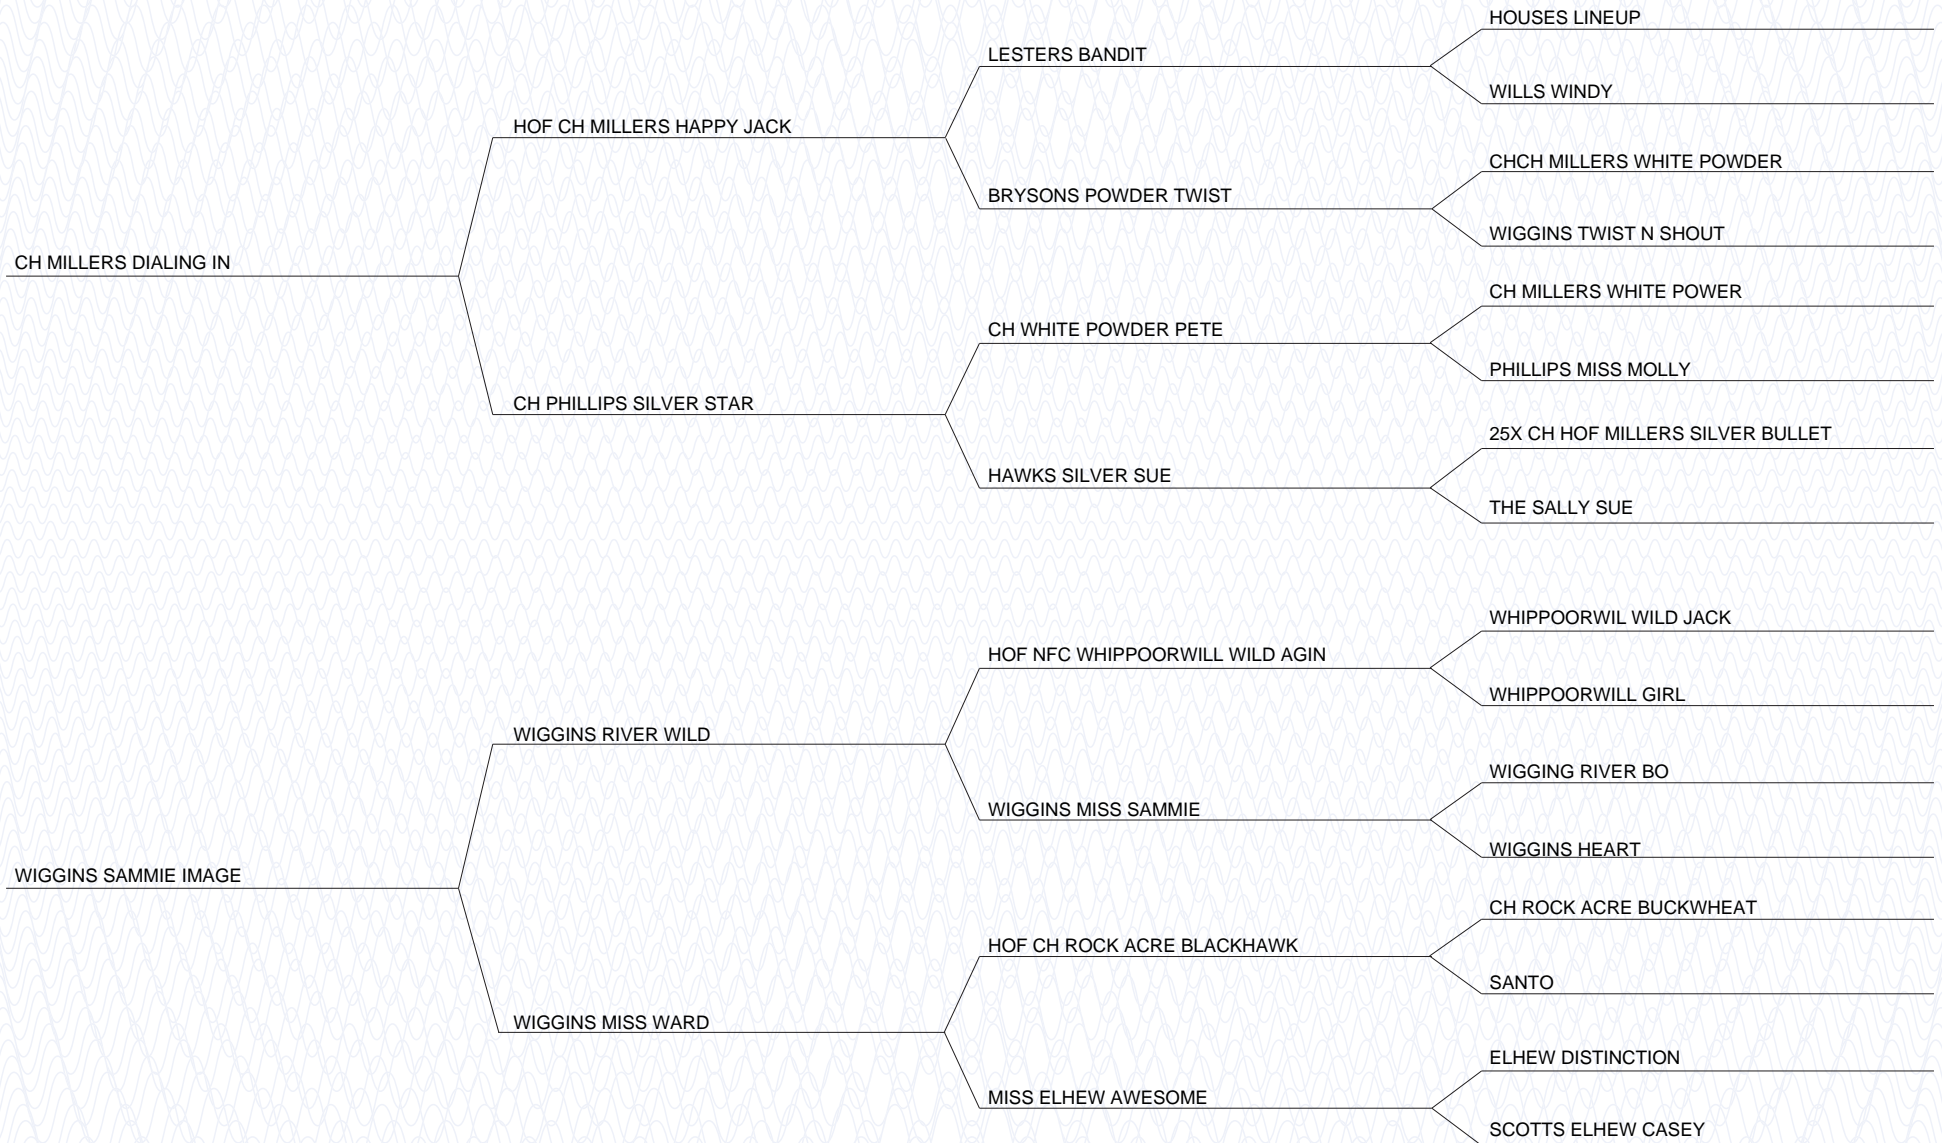 HOUSES LINEUP
LESTERS BANDIT
WILLS WINDY
HOF CH MILLERS HAPPY JACK
CHCH MILLERS WHITE POWDER
BRYSONS POWDER TWIST
WIGGINS TWIST N SHOUT
CH MILLERS DIALING IN
CH MILLERS WHITE POWER
CH WHITE POWDER PETE
PHILLIPS MISS MOLLY
CH PHILLIPS SILVER STAR
25X CH HOF MILLERS SILVER BULLET
HAWKS SILVER SUE
THE SALLY SUE
WHIPPOORWIL WILD JACK
HOF NFC WHIPPOORWILL WILD AGIN
WHIPPOORWILL GIRL
WIGGINS RIVER WILD
WIGGING RIVER BO
WIGGINS MISS SAMMIE
WIGGINS HEART
WIGGINS SAMMIE IMAGE
CH ROCK ACRE BUCKWHEAT
HOF CH ROCK ACRE BLACKHAWK
SANTO
WIGGINS MISS WARD
ELHEW DISTINCTION
MISS ELHEW AWESOME
SCOTTS ELHEW CASEY